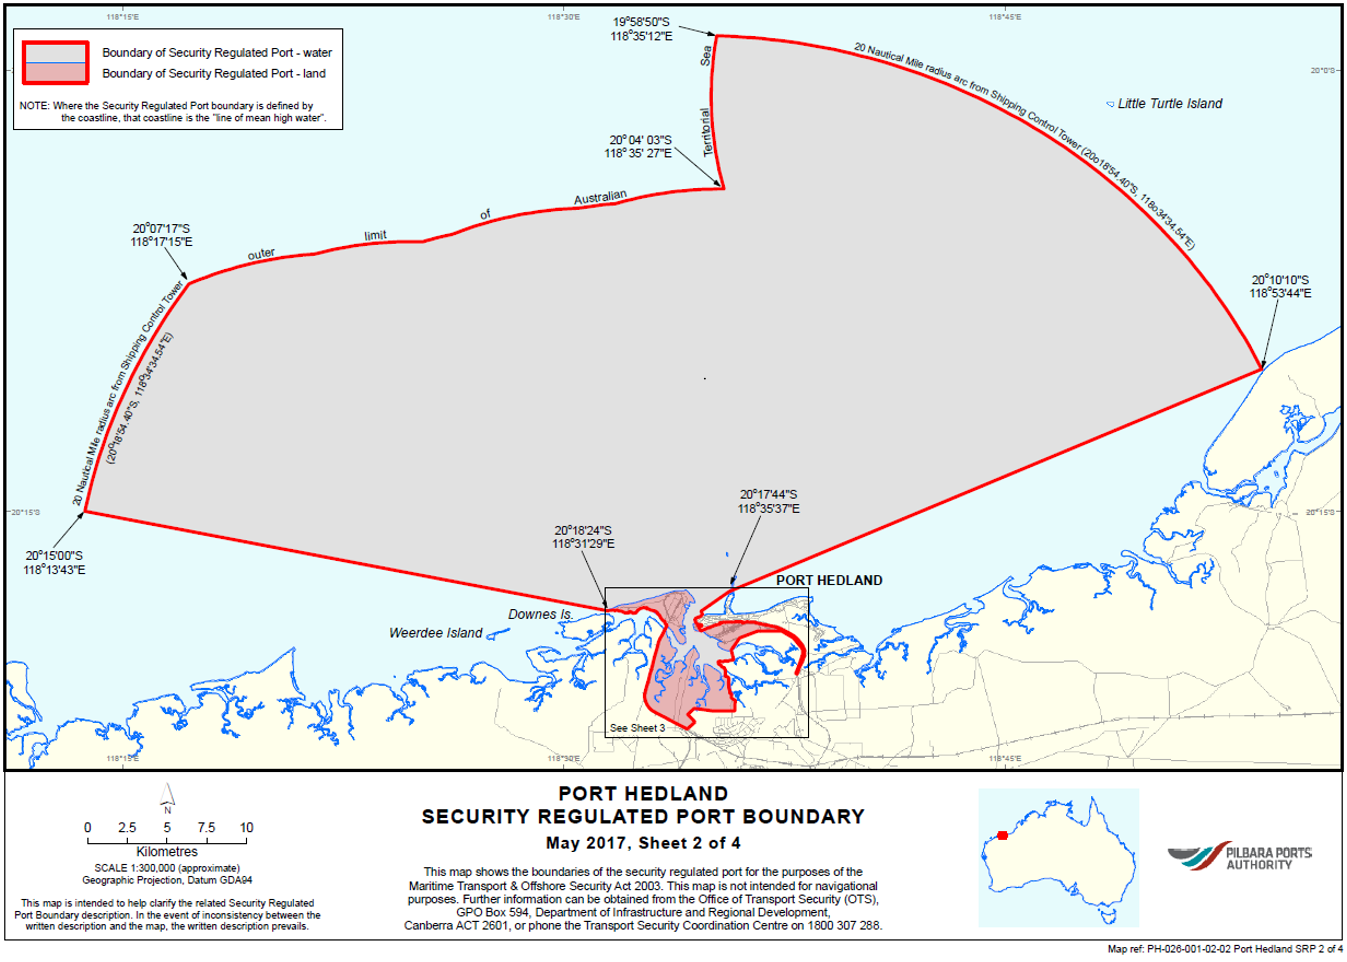 118°15'E
118°30'E
118°45'E
Boundary of Security Regulated Port - water
Boundary of Security Regulated Port - land
NOTE: Where the Security Regulated Port boundary is defined by
the coastline, that coastline is the "line of mean high water".
19°58'50"S
118°35'12"E
20°0'S
20 Nautical Mile radius arc from Shipping Control Tower (20o18'54.40"S, 118o34'34.54"E)
Little Turtle Island
Sea
Territorial
20° 04' 03"S
118° 35' 27"E
Australian
of
limit
outer
20°07'17"S
118°17'15"E
20 Nautical Mile radius arc from Shipping Control Tower
(20°18'54.40"S, 118°34'34.54"E)
20°10'10"S
118°53'44"E
20°15'S
20°15'S
20°15'00"S
118°13'43"E
20°17'44"S
118°35'37"E
20°18'24"S
118°31'29"E
PORT HEDLAND
Downes Is.
Weerdee Island
See Sheet 3
118°15'E
118°30'E
118°45'E
N
0 2.5 5 7.5 10
Kilometres
SCALE 1:300,000 (approximate)
Geographic Projection, Datum GDA94
This map is intended to help clarify the related Security Regulated
Port Boundary description. In the event of inconsistency between the
written description and the map, the written description prevails.
PORT HEDLAND
SECURITY REGULATED PORT BOUNDARY
May 2017, Sheet 2 of 4
This map shows the boundaries of the security regulated port for the purposes of the
Maritime Transport & Offshore Security Act 2003. This map is not intended for navigational
purposes. Further information can be obtained from the Office of Transport Security (OTS),
GPO Box 594, Department of Infrastructure and Regional Development,
Canberra ACT 2601, or phone the Transport Security Coordination Centre on 1800 307 288.
PILBARA PORTS
AUTHORITY
Map ref: PH-026-001-02-02 Port Hedland SRP 2 of 4